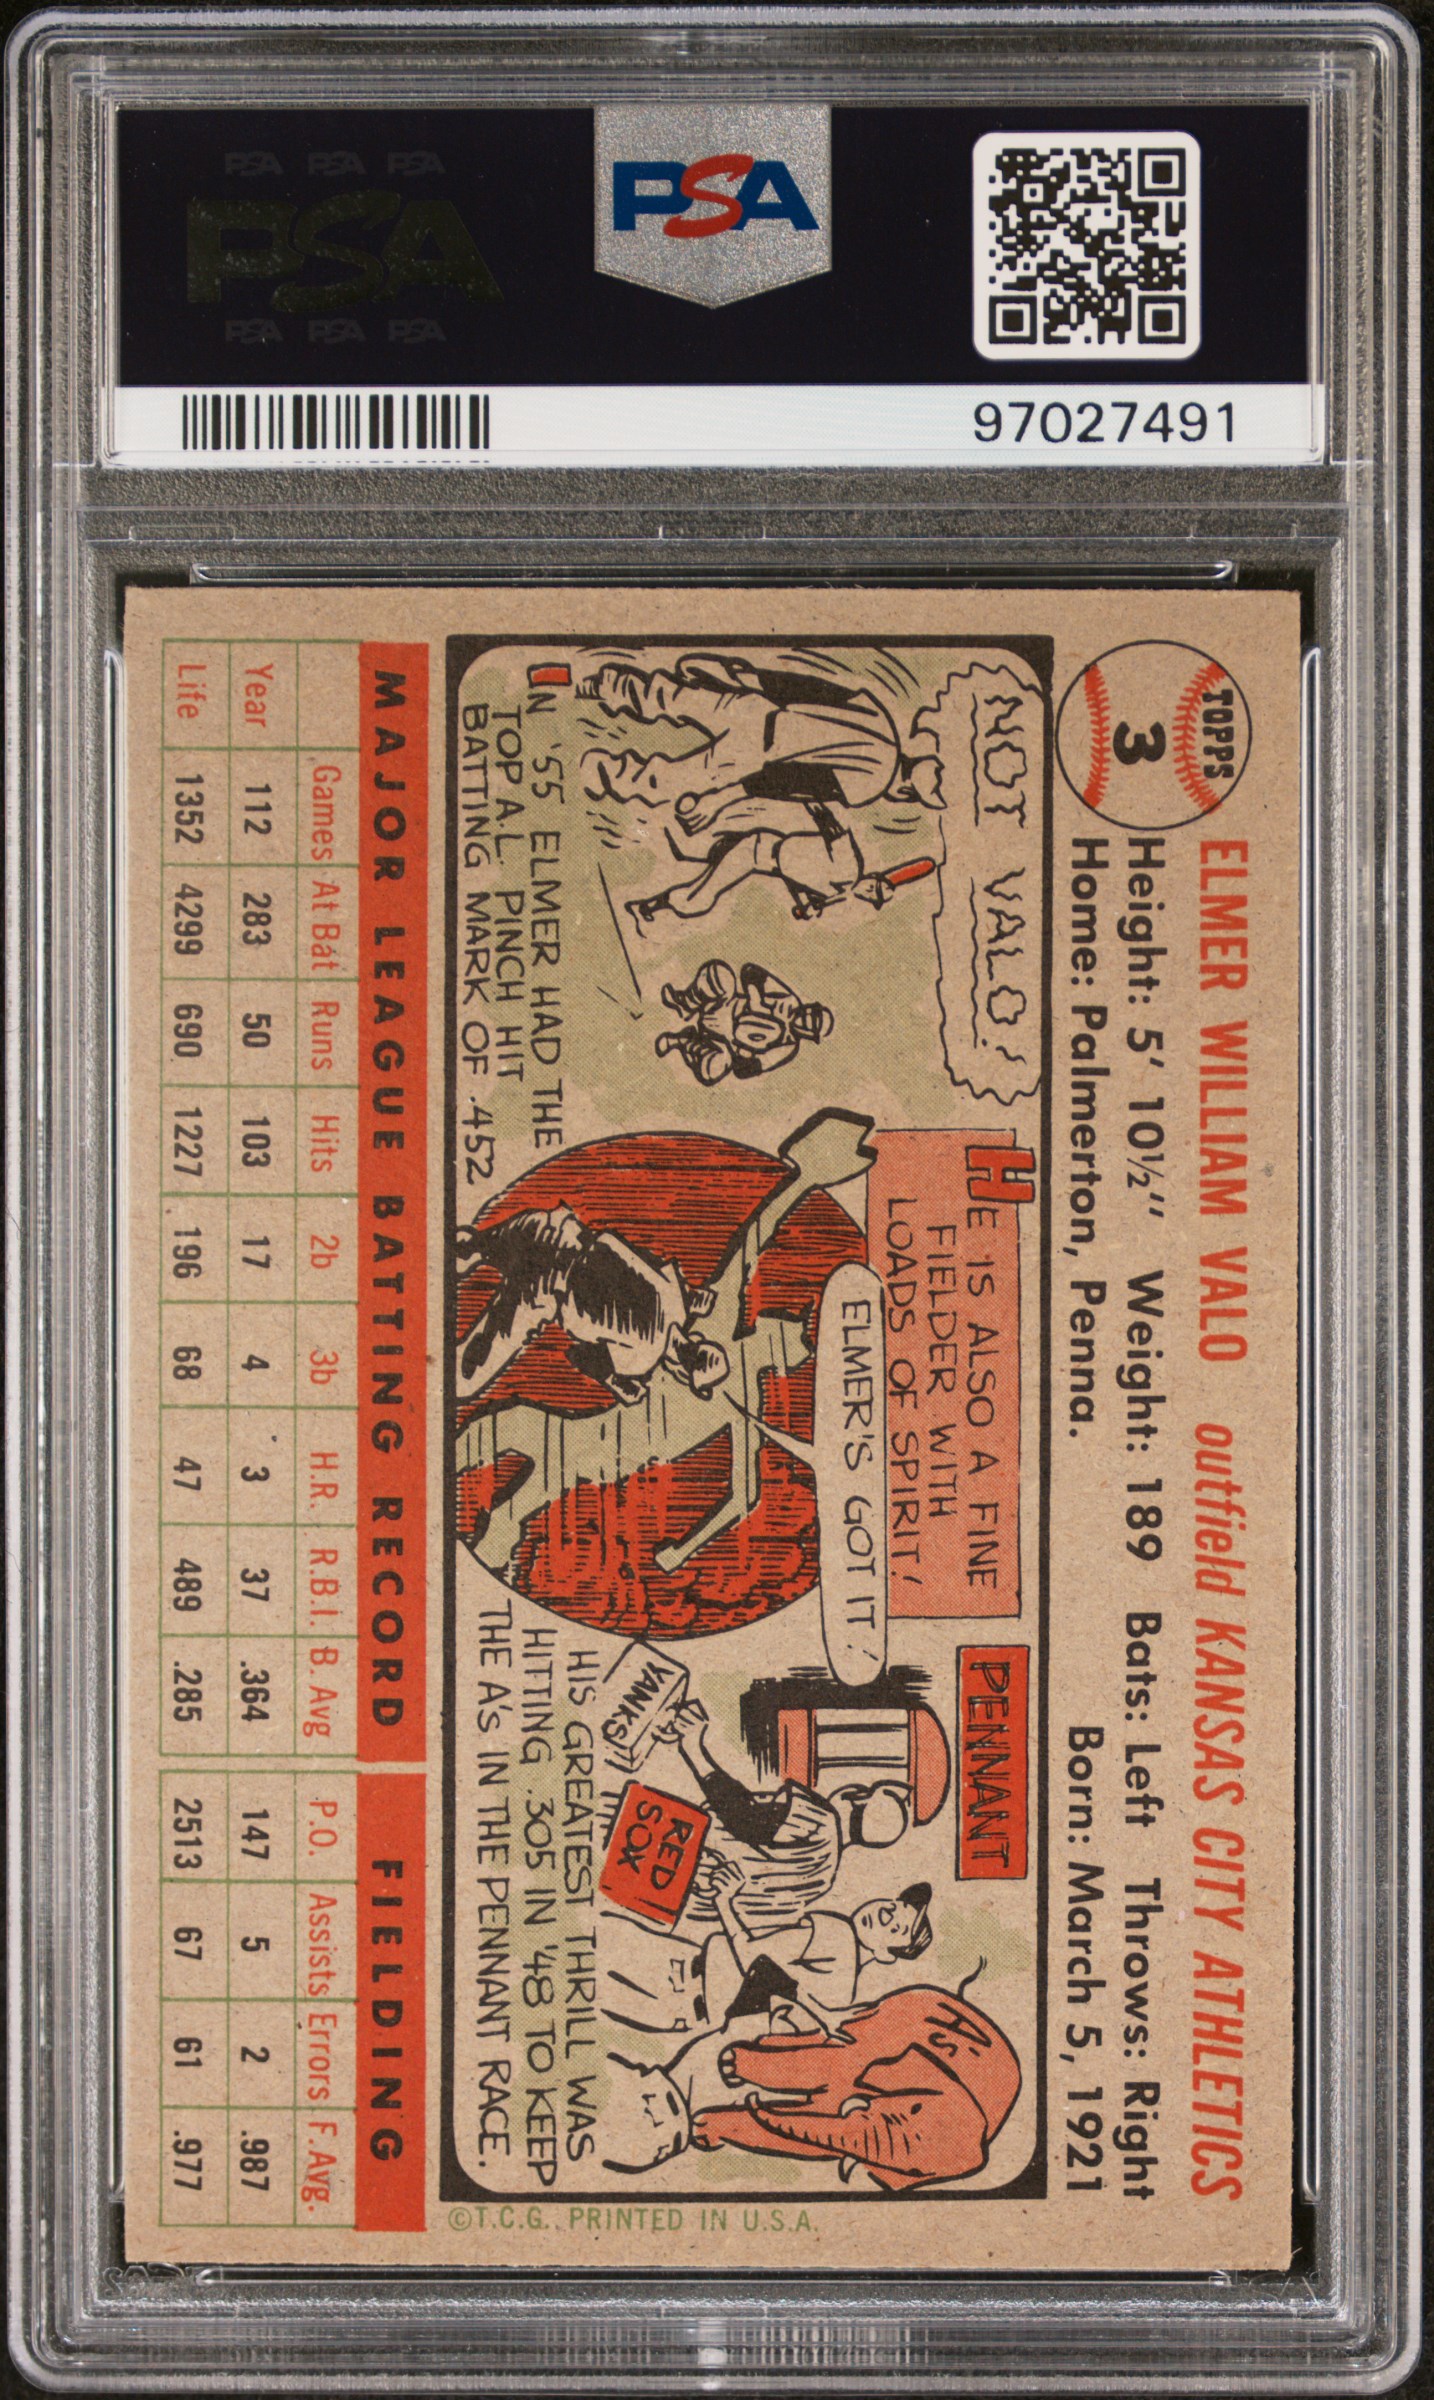 PSA PSA PSA
PSA
PSA PSA PSA
PSA
97027491
TOPPS
3
ELMER WILLIAM VALO outfield KANSAS CITY ATHLETICS
Height: 5' 10½" Weight: 189 Bats: Left Throws: Right
Home: Palmerton, Penna. Born: March 5, 1921
NOT VALO!
IN '55 ELMER HAD THE
TOP A.L. PINCH HIT
BATTING MARK OF .452
HE IS ALSO A FINE
FIELDER WITH
LOADS OF SPIRIT!
ELMER'S GOT IT!
PENNANT
A's
YANKS
RED
SOX
HIS GREATEST THRILL WAS
HITTING .305 IN '48 TO KEEP
THE A's IN THE PENNANT RACE.
©T.C.G. PRINTED IN U.S.A.
MAJOR LEAGUE BATTING RECORD FIELDING
Games At Bat Runs Hits 2b 3b H.R. R.B.I. B. Avg P.O. Assists Errors F. Avg.
Year 112 283 50 103 17 4 3 37 .364 147 5 2 .987
Life 1352 4299 690 1227 196 68 47 489 .285 2513 67 61 .977